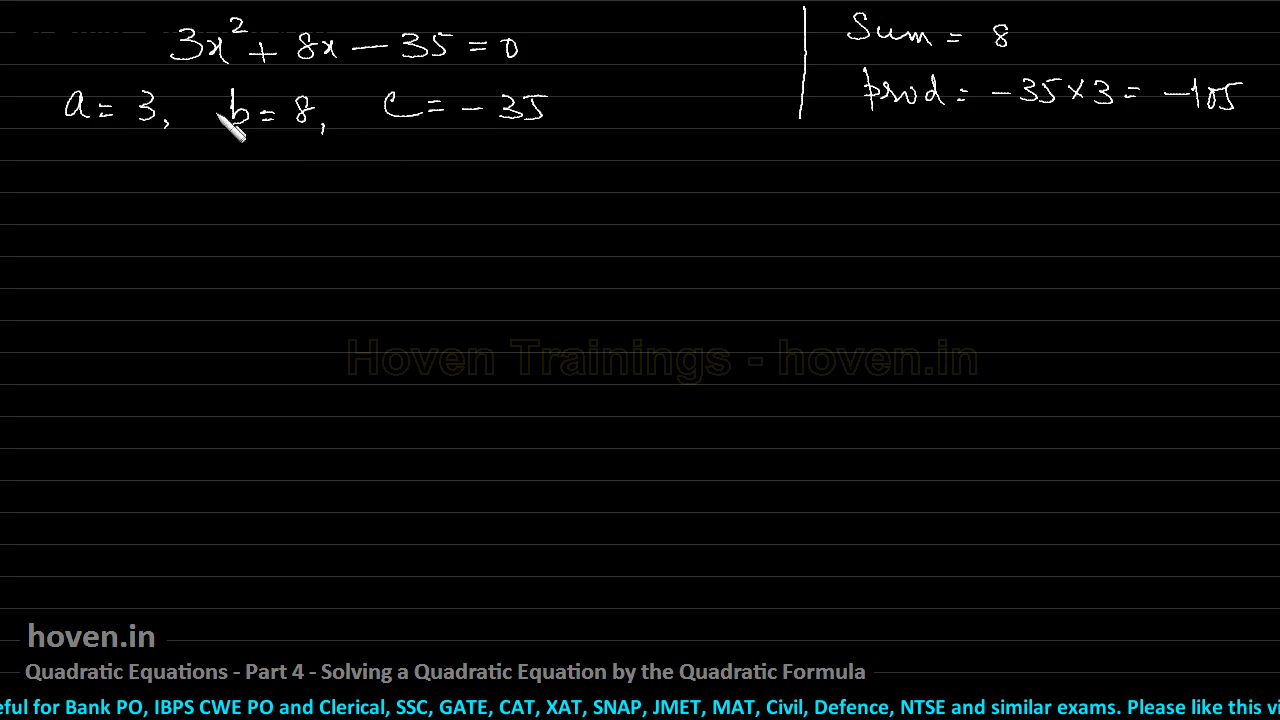 3x² + 8x − 35 = 0
a = 3, b = 8, c = − 35
Sum = 8
prod = − 35 × 3 = − 105
Hoven Trainings - hoven.in
hoven.in
Quadratic Equations - Part 4 - Solving a Quadratic Equation by the Quadratic Formula
eful for Bank PO, IBPS CWE PO and Clerical, SSC, GATE, CAT, XAT, SNAP, JMET, MAT, Civil, Defence, NTSE and similar exams. Please like this vi